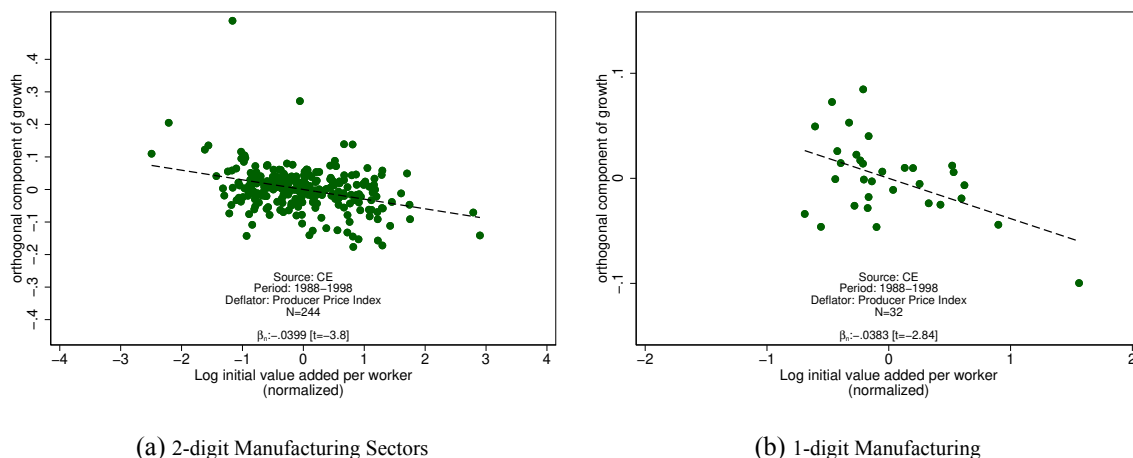 orthogonal component of growth
.4
.3
.2
.1
0
-.1
-.2
-.3
-.4
Source: CE
Period: 1988−1998
Deflator: Producer Price Index
N=244
βn:−.0399 [t=−3.8]
−4 −3 −2 −1 0 1 2 3 4
Log initial value added per worker
(normalized)
(a) 2-digit Manufacturing Sectors
orthogonal component of growth
.1
0
-.1
Source: CE
Period: 1988−1998
Deflator: Producer Price Index
N=32
βn:−.0383 [t=−2.84]
−2 −1 0 1 2
Log initial value added per worker
(normalized)
(b) 1-digit Manufacturing